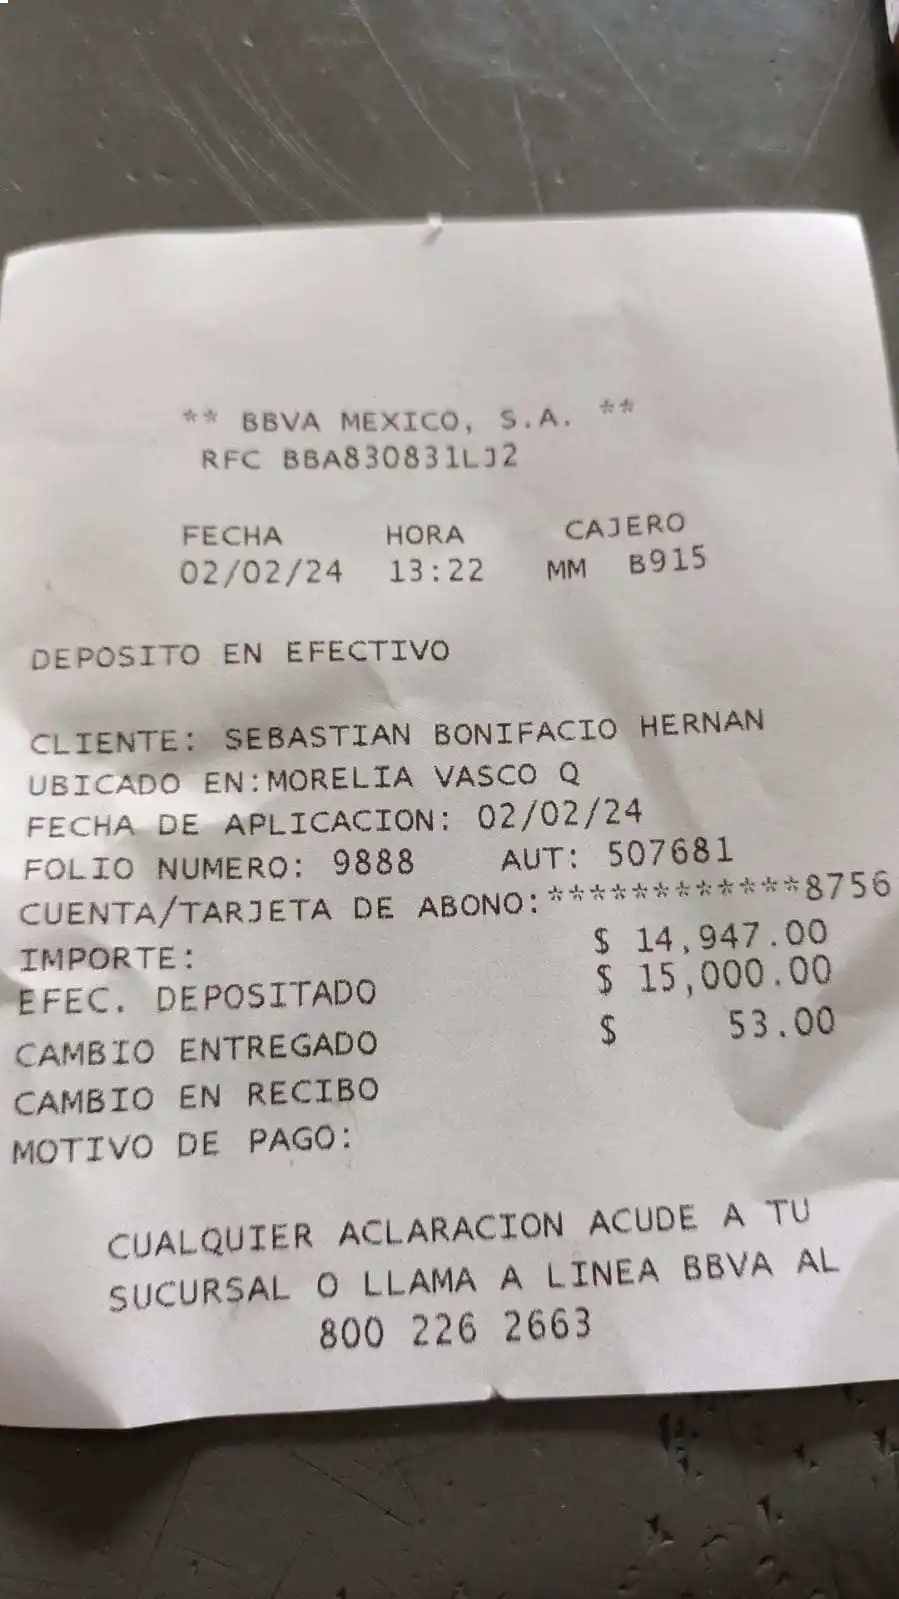 ** BBVA MEXICO, S.A. **
RFC BBA830831LJ2
FECHA HORA CAJERO
02/02/24 13:22 MM B915
DEPOSITO EN EFECTIVO
CLIENTE: SEBASTIAN BONIFACIO HERNAN
UBICADO EN:MORELIA VASCO Q
FECHA DE APLICACION: 02/02/24
FOLIO NUMERO: 9888 AUT: 507681
CUENTA/TARJETA DE ABONO:************8756
IMPORTE: $ 14,947.00
EFEC. DEPOSITADO $ 15,000.00
CAMBIO ENTREGADO $ 53.00
CAMBIO EN RECIBO
MOTIVO DE PAGO:
CUALQUIER ACLARACION ACUDE A TU
SUCURSAL O LLAMA A LINEA BBVA AL
800 226 2663